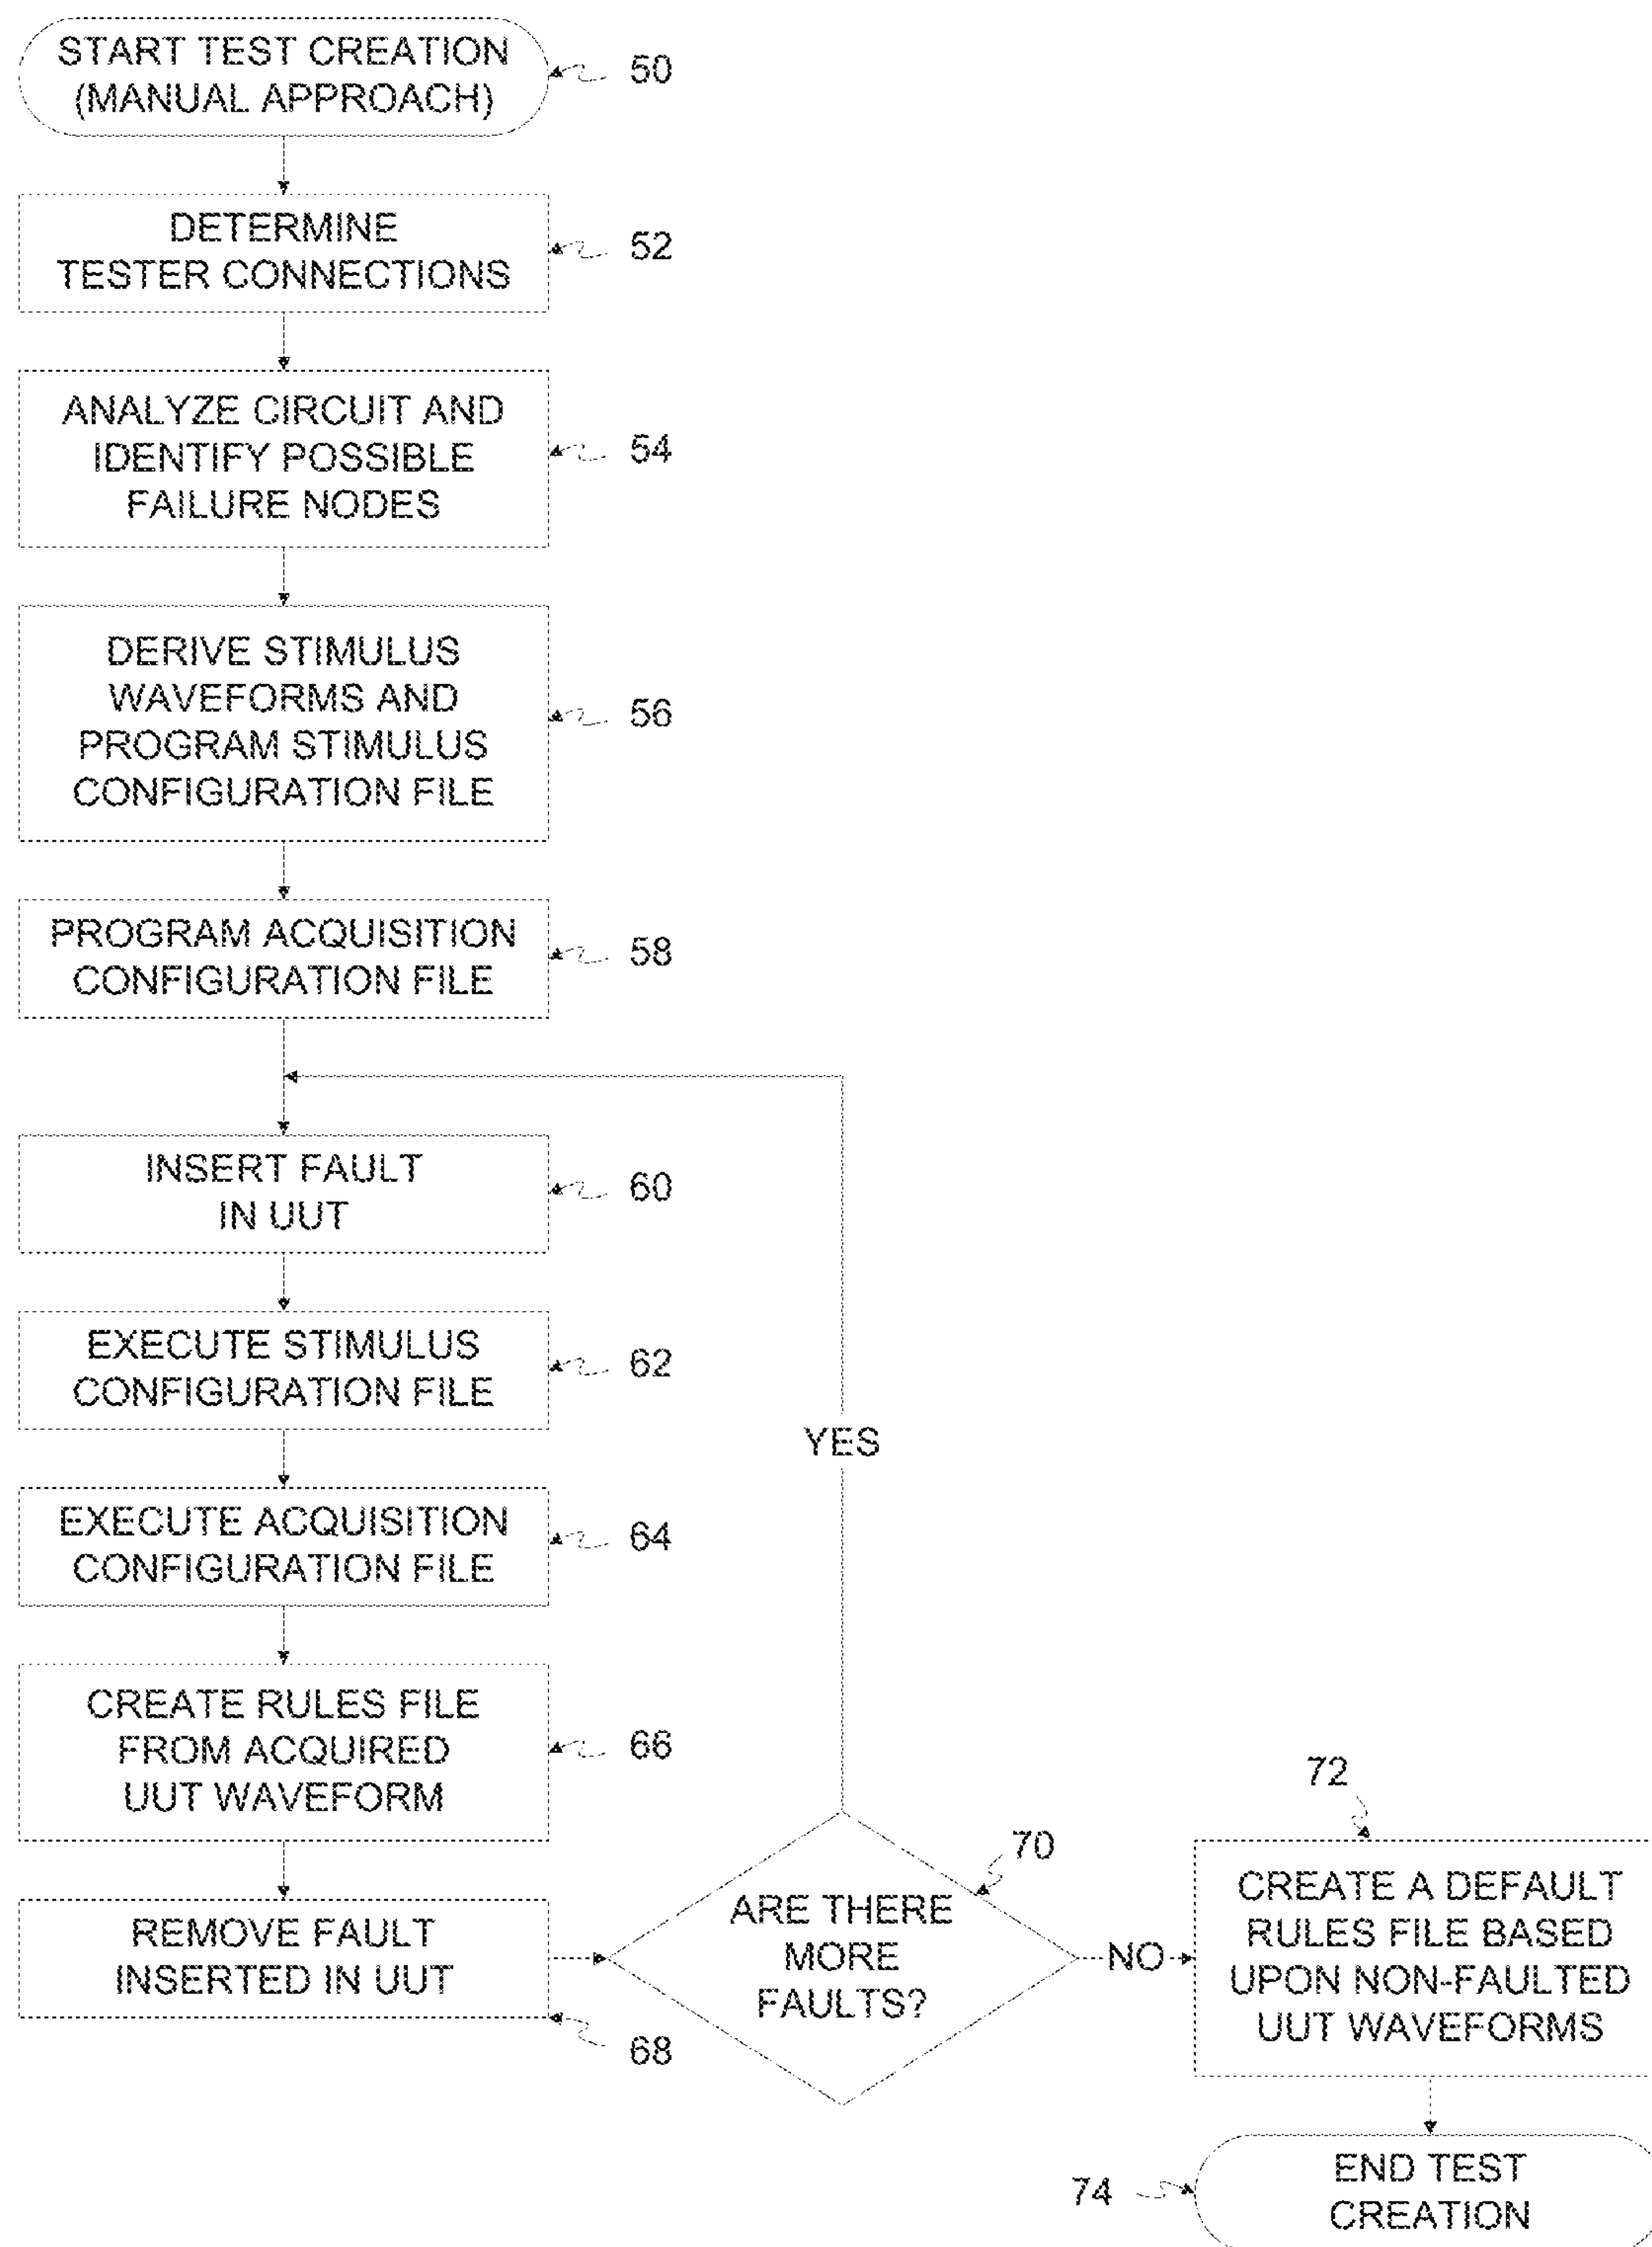 START TEST CREATION
(MANUAL APPROACH)
50
DETERMINE
TESTER CONNECTIONS
52
ANALYZE CIRCUIT AND
IDENTIFY POSSIBLE
FAILURE NODES
54
DERIVE STIMULUS
WAVEFORMS AND
PROGRAM STIMULUS
CONFIGURATION FILE
56
PROGRAM ACQUISITION
CONFIGURATION FILE
58
INSERT FAULT
IN UUT
60
EXECUTE STIMULUS
CONFIGURATION FILE
62
YES
EXECUTE ACQUISITION
CONFIGURATION FILE
64
CREATE RULES FILE
FROM ACQUIRED
UUT WAVEFORM
66
REMOVE FAULT
INSERTED IN UUT
68
ARE THERE
MORE
FAULTS?
70
NO
72
CREATE A DEFAULT
RULES FILE BASED
UPON NON-FAULTED
UUT WAVEFORMS
END TEST
CREATION
74